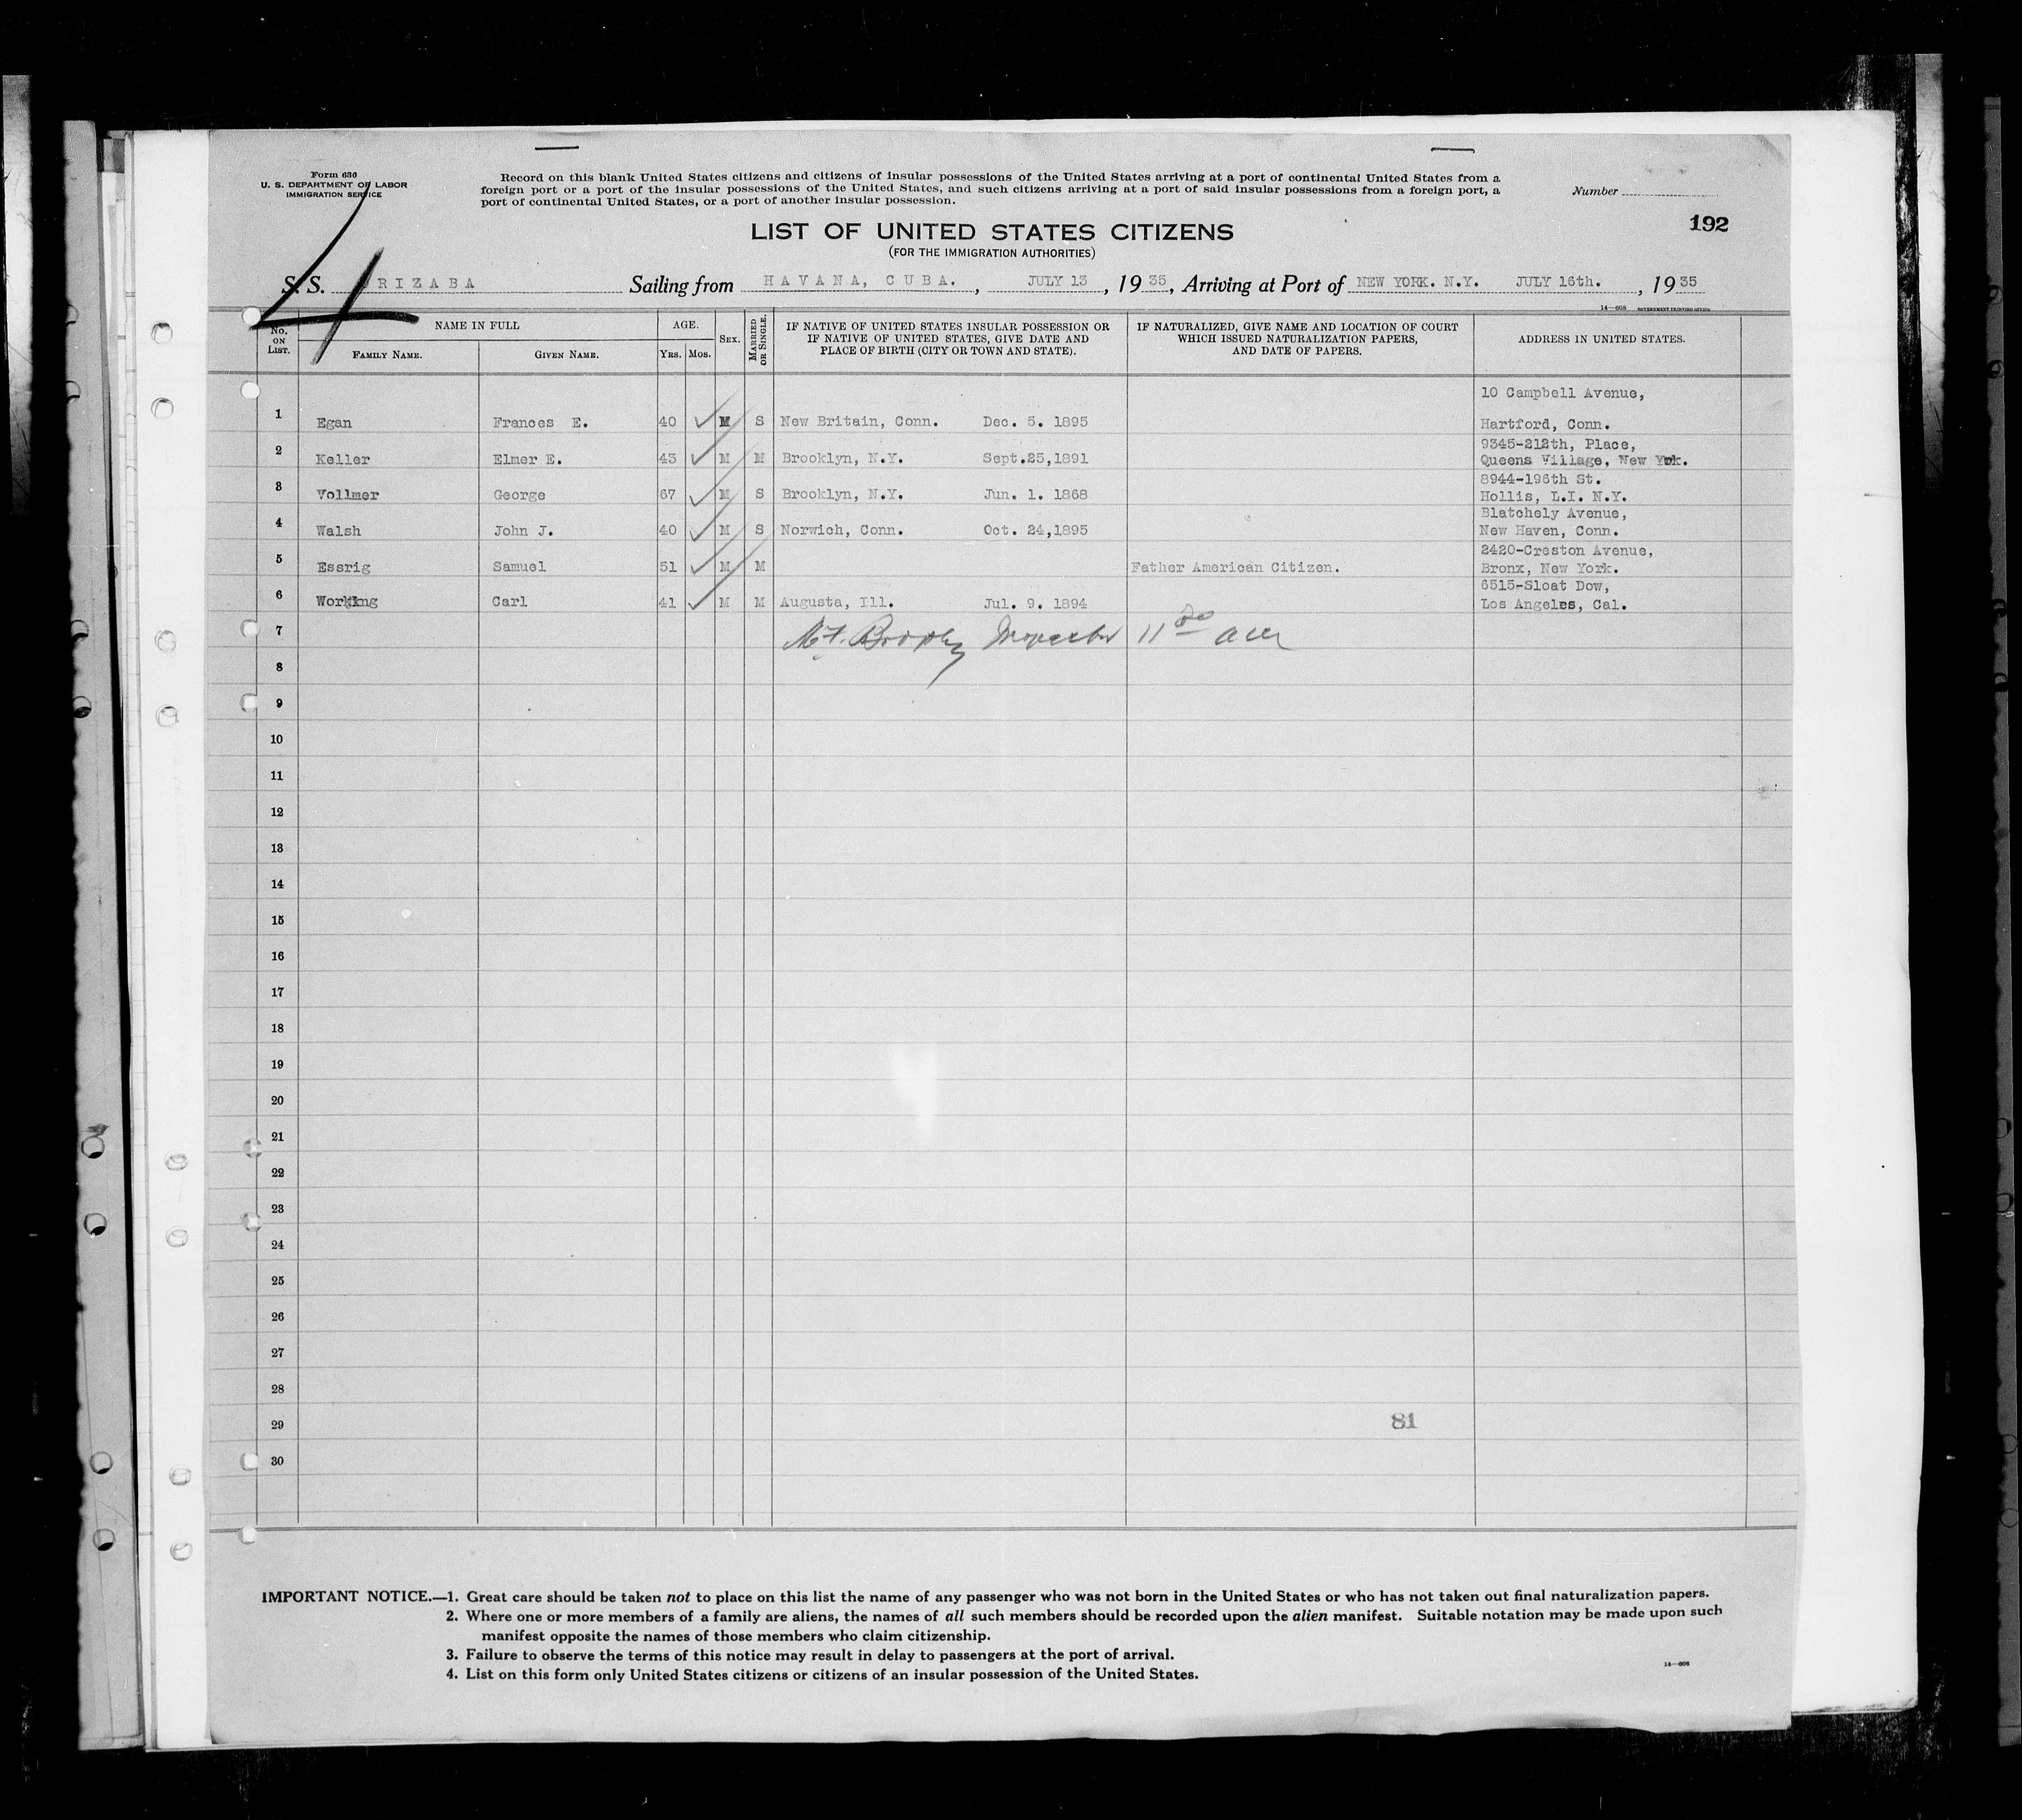 Form 630
U. S. DEPARTMENT OF LABOR
IMMIGRATION SERVICE
Record on this blank United States citizens and citizens of insular possessions of the United States arriving at a port of continental United States from a
foreign port or a port of the insular possessions of the United States, and such citizens arriving at a port of said insular possessions from a foreign port, a
port of continental United States, or a port of another insular possession.
Number
192
LIST OF UNITED STATES CITIZENS
(FOR THE IMMIGRATION AUTHORITIES)
4
S. S. ORIZABA Sailing from HAVANA, CUBA. , JULY 13 , 19 35, Arriving at Port of NEW YORK. N.Y. JULY 16th. , 19 35
14—608 GOVERNMENT PRINTING OFFICE
No. ON LIST. NAME IN FULL FAMILY NAME. GIVEN NAME. AGE. YRS. MOS. SEX. MARRIED OR SINGLE. IF NATIVE OF UNITED STATES INSULAR POSSESSION OR IF NATIVE OF UNITED STATES, GIVE DATE AND PLACE OF BIRTH (CITY OR TOWN AND STATE). IF NATURALIZED, GIVE NAME AND LOCATION OF COURT WHICH ISSUED NATURALIZATION PAPERS, AND DATE OF PAPERS. ADDRESS IN UNITED STATES.
10 Campbell Avenue,
1 Egan Frances E. 40 M S New Britain, Conn. Dec. 5. 1895 Hartford, Conn.
9345-212th, Place,
2 Keller Elmer E. 43 M M Brooklyn, N.Y. Sept.25,1891 Queens Village, New York.
8944-196th St.
3 Vollmer George 67 M S Brooklyn, N.Y. Jun. 1. 1868 Hollis, L.I. N.Y.
Blatchely Avenue,
4 Walsh John J. 40 M S Norwich, Conn. Oct. 24,1895 New Haven, Conn.
2420-Creston Avenue,
5 Essrig Samuel 51 M M Father American Citizen. Bronx, New York.
6515-Sloat Dow,
6 Working Carl 41 M M Augusta, Ill. Jul. 9. 1894 Los Angeles, Cal.
7 Brophy 11
8
9
10
11
12
13
14
15
16
17
18
19
20
21
22
23
24
25
26
27
28
29 81
30
IMPORTANT NOTICE.—1. Great care should be taken not to place on this list the name of any passenger who was not born in the United States or who has not taken out final naturalization papers.
2. Where one or more members of a family are aliens, the names of all such members should be recorded upon the alien manifest. Suitable notation may be made upon such
manifest opposite the names of those members who claim citizenship.
3. Failure to observe the terms of this notice may result in delay to passengers at the port of arrival.
4. List on this form only United States citizens or citizens of an insular possession of the United States.
14—608